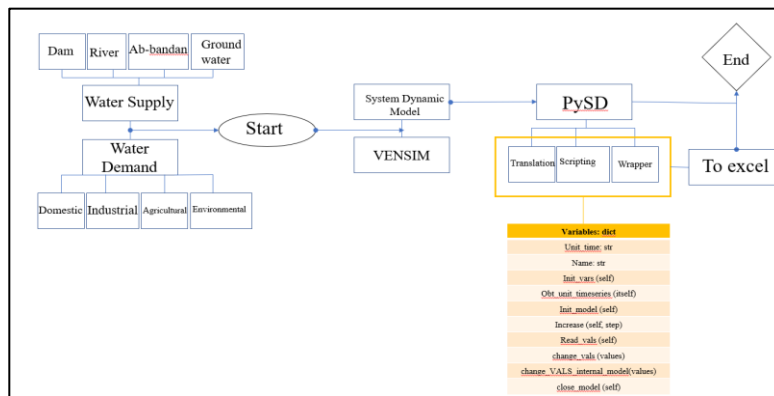 Dam
River
Ab-bandan
Ground
water
Water Supply
Water
Demand
Domestic
Industrial
Agricultural
Environmental
Start
System Dynamic
Model
VENSIM
PySD
Translation
Scripting
Wrapper
To excel
End
Variables: dict
Unit_time: str
Name: str
Init_vars (self)
Obt_unit_timeseries (itself)
Init_model (self)
Increase (self, step)
Read_vals (self)
change_vals (values)
change_VALS_internal_model(values)
close_model (self)